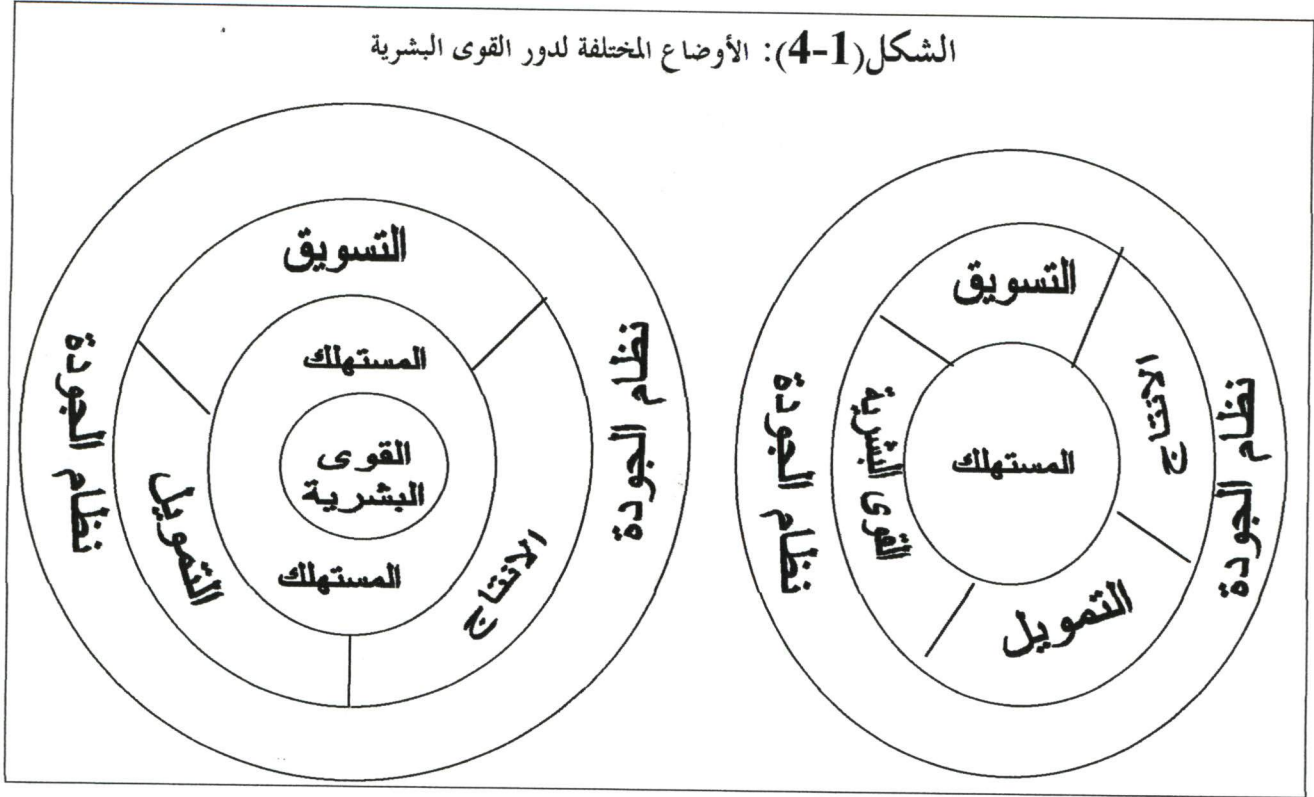 الشكل(1-4): الأوضاع المختلفة لدور القوى البشرية
التسويق
الانتاج
نظام الجودة
المستهلك
القوى البشرية
نظام الجودة
التمويل
التسويق
نظام الجودة
المستهلك
القوى
البشرية
المستهلك
الانتاج
التمويل
نظام الجودة